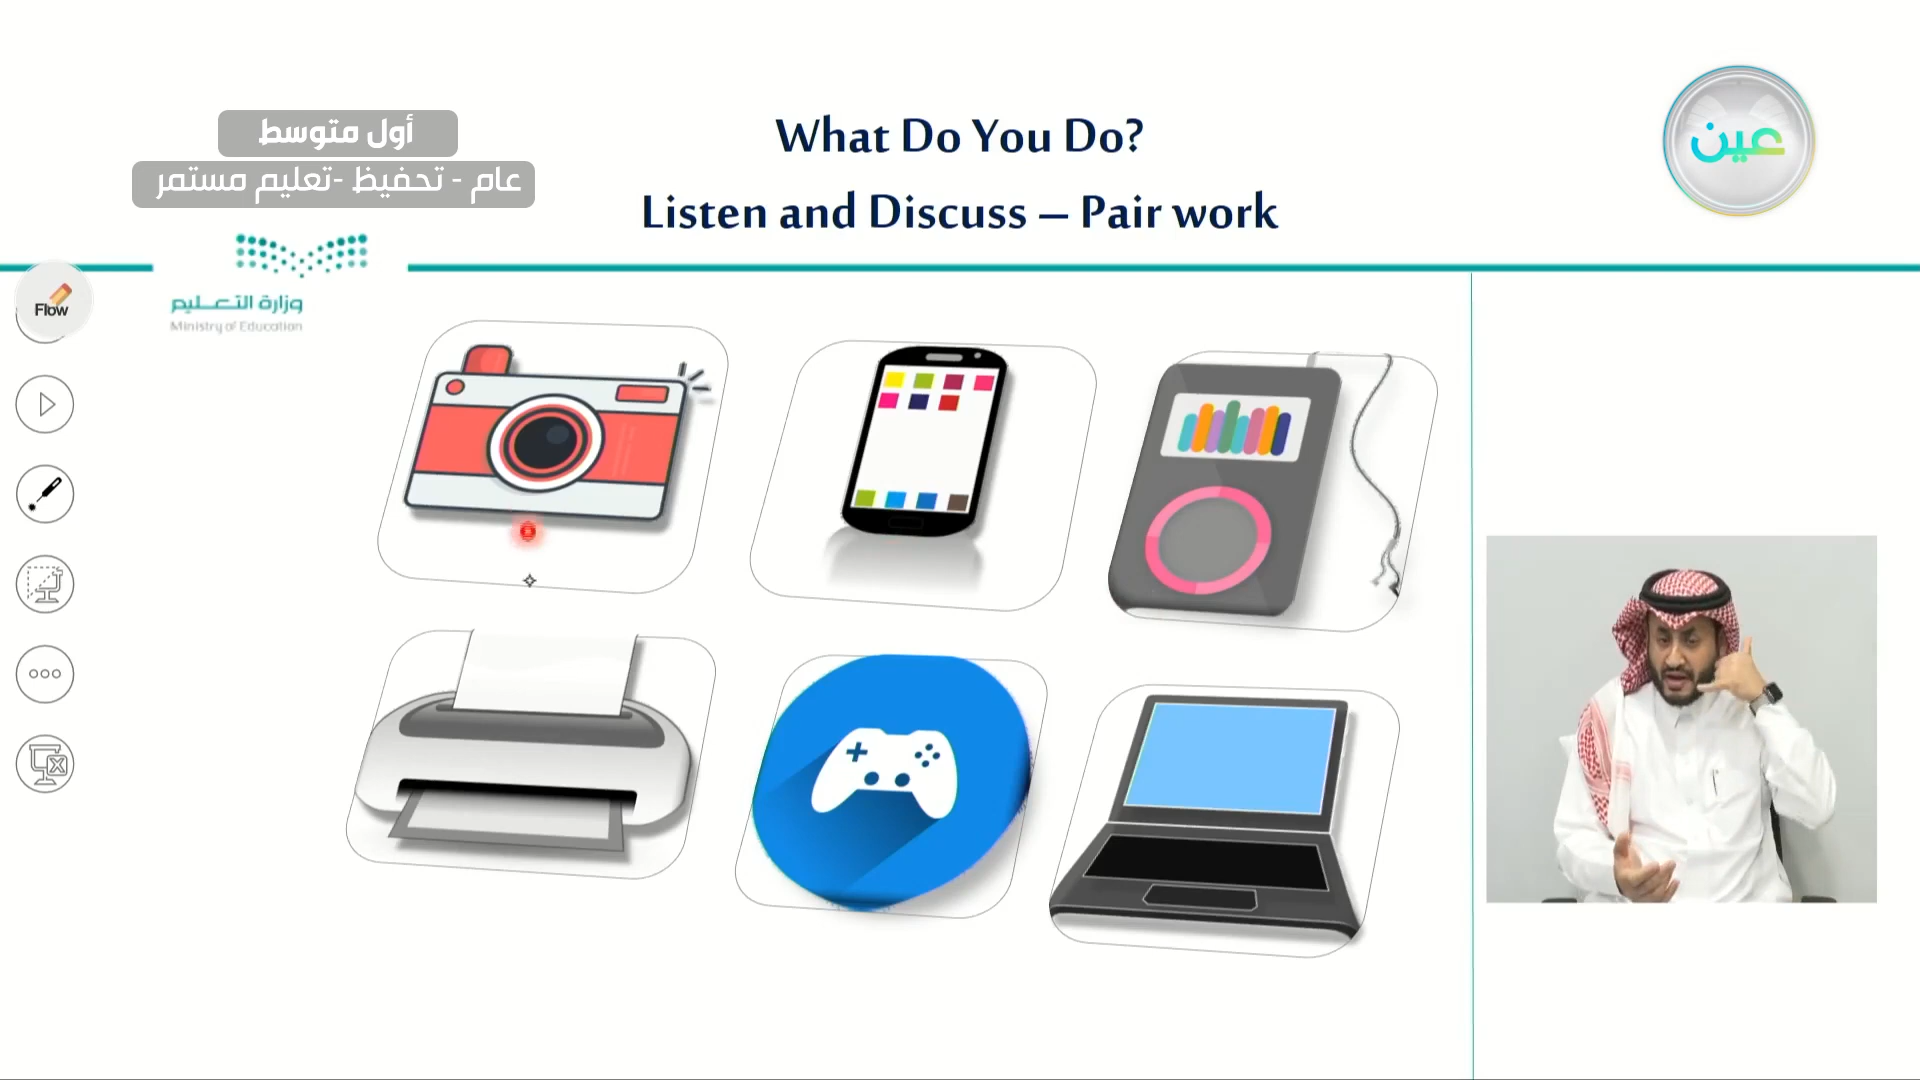 أول متوسط
عام - تحفيظ -تعليم مستمر
What Do You Do?
Listen and Discuss – Pair work
عين
وزارة التعليم
Ministry of Education
Flow